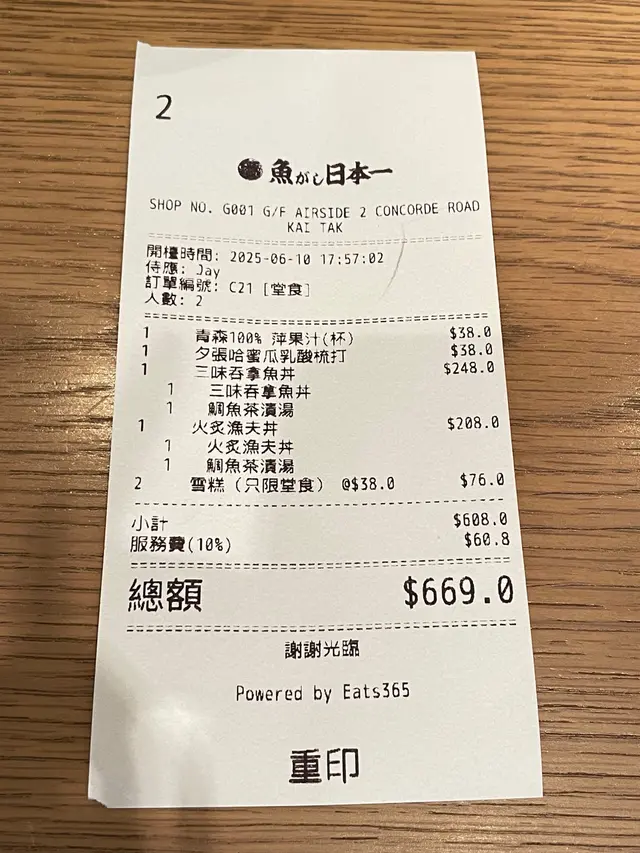 2
魚がし日本一
SHOP NO. G001 G/F AIRSIDE 2 CONCORDE ROAD
KAI TAK
開檯時間: 2025-06-10 17:57:02
侍應: Jay
訂單編號: C21 [堂食]
人數: 2
1 青森100% 蘋果汁(杯) $38.0
1 夕張哈蜜瓜乳酸梳打 $38.0
1 三味吞拿魚丼 $248.0
1 三味吞拿魚丼
1 鯛魚茶漬湯
1 火炙漁夫丼 $208.0
1 火炙漁夫丼
1 鯛魚茶漬湯
2 雪糕 (只限堂食) @$38.0 $76.0
小計 $608.0
服務費(10%) $60.8
總額 $669.0
謝謝光臨
Powered by Eats365
重印